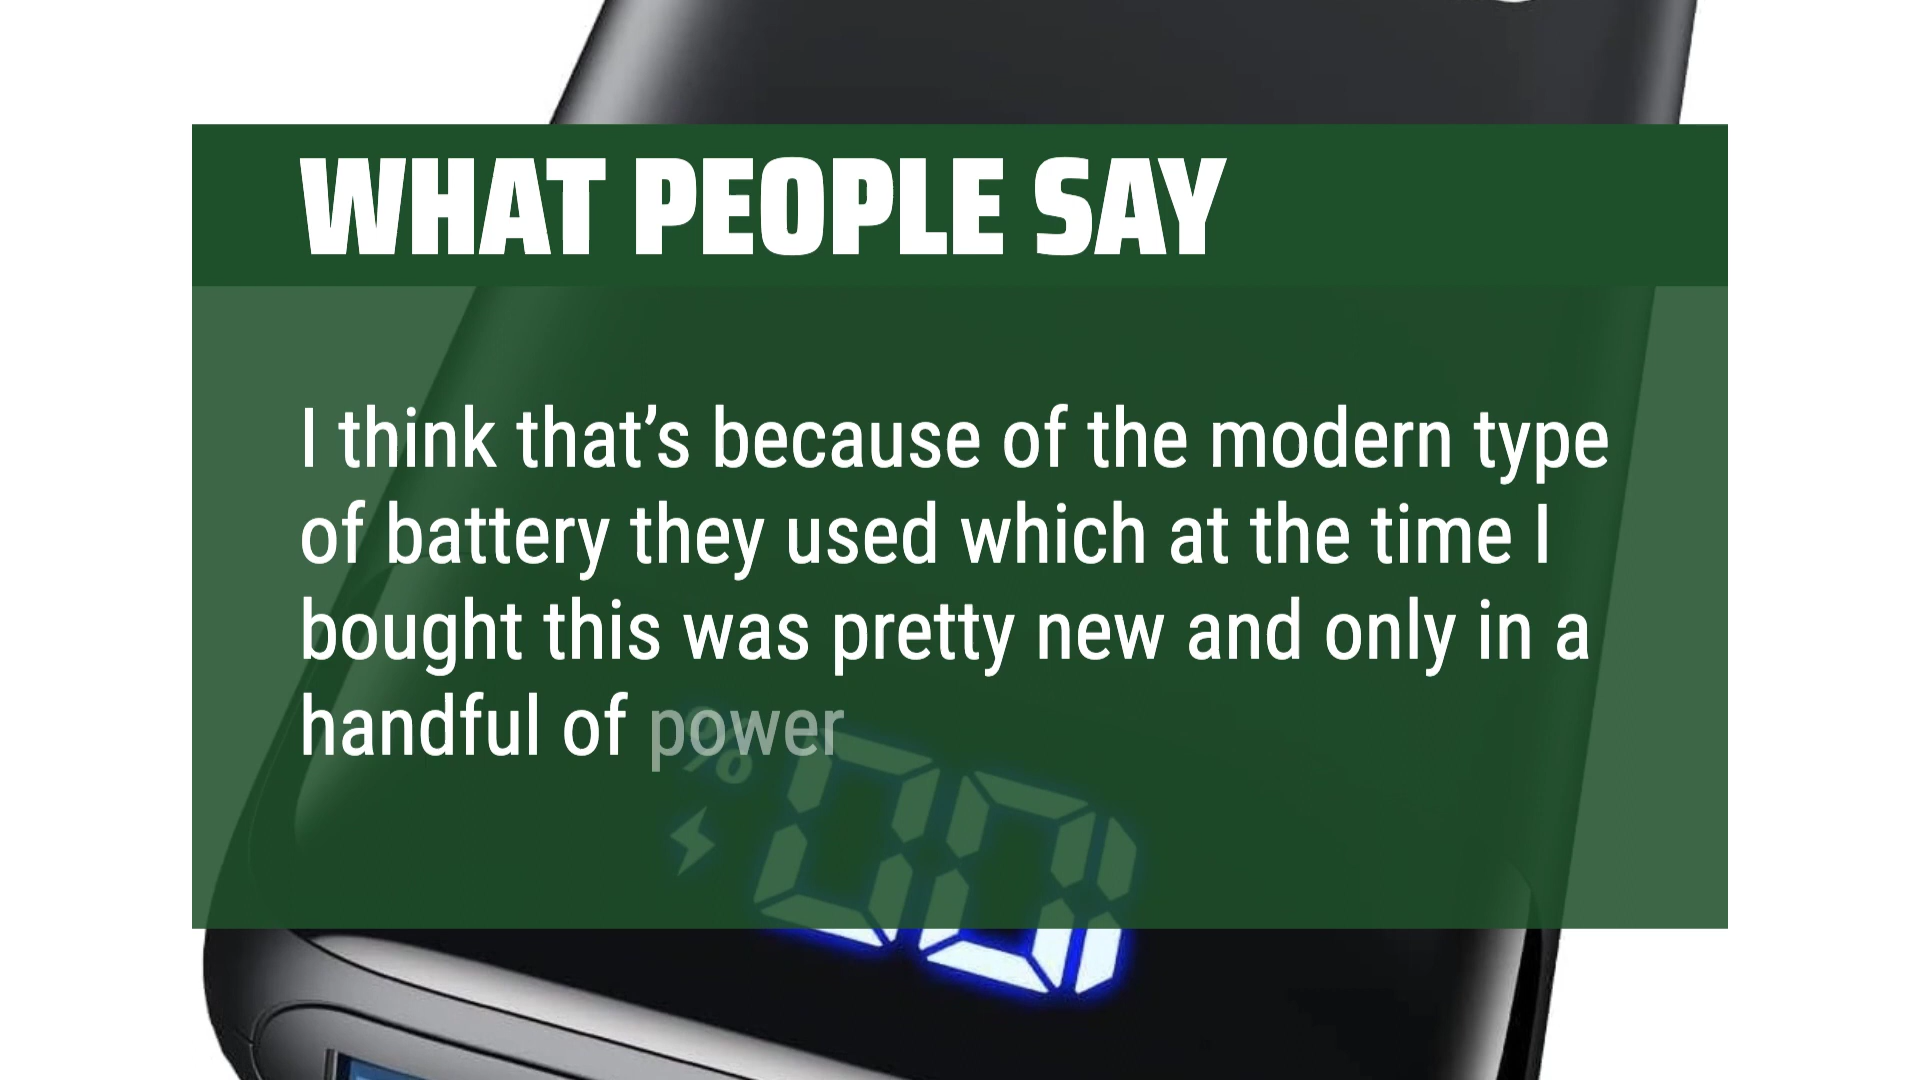 WHAT PEOPLE SAY
I think that’s because of the modern type
of battery they used which at the time I
bought this was pretty new and only in a
handful of power
%
00